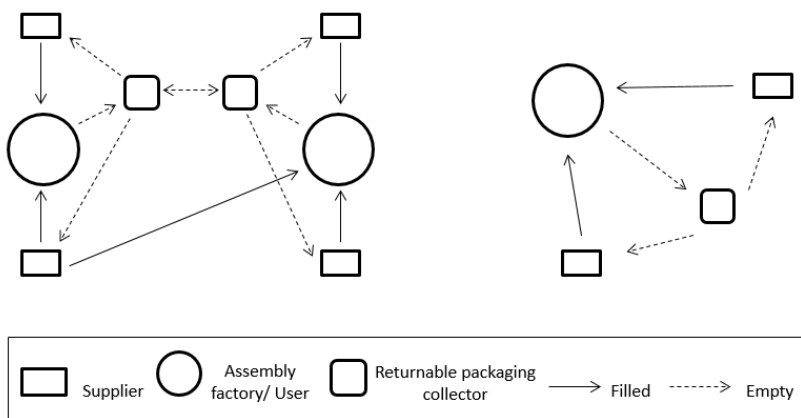 Supplier
Assembly
factory/ User
Returnable packaging
collector
Filled
Empty